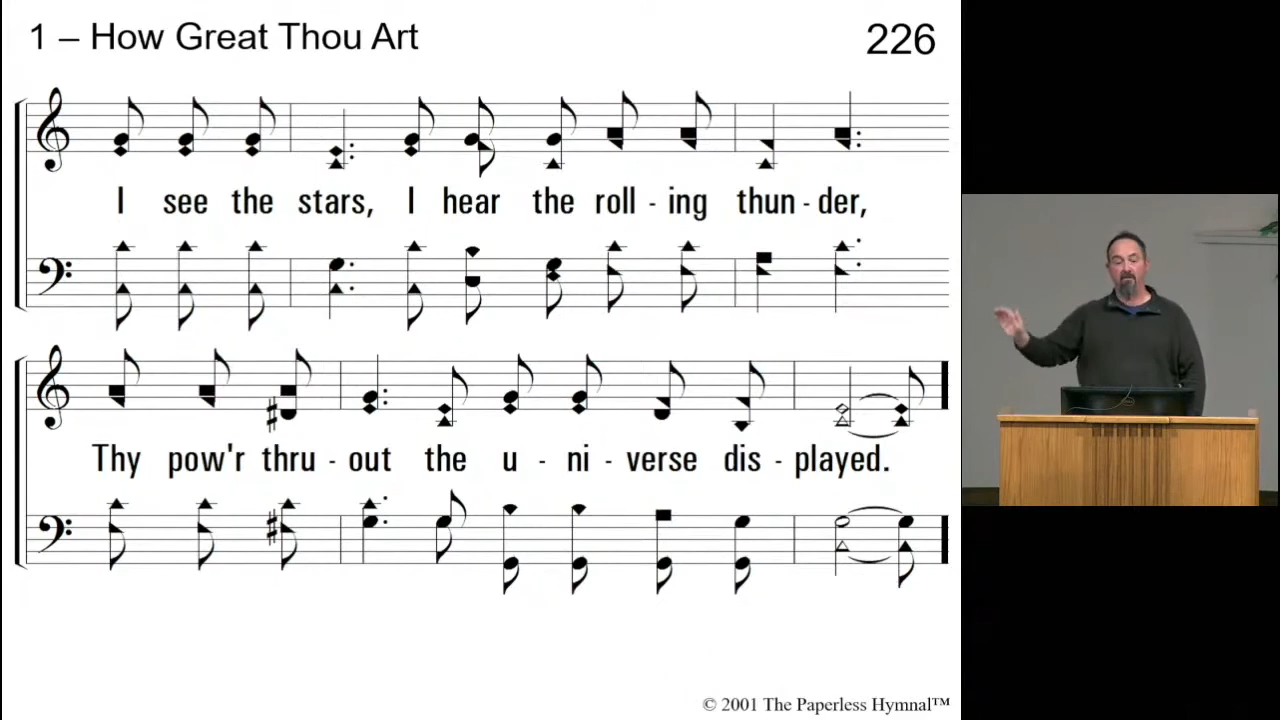 1 – How Great Thou Art 226
I see the stars, I hear the roll - ing thun - der,
Thy pow'r thru - out the u - ni - verse dis - played.
© 2001 The Paperless Hymnal™